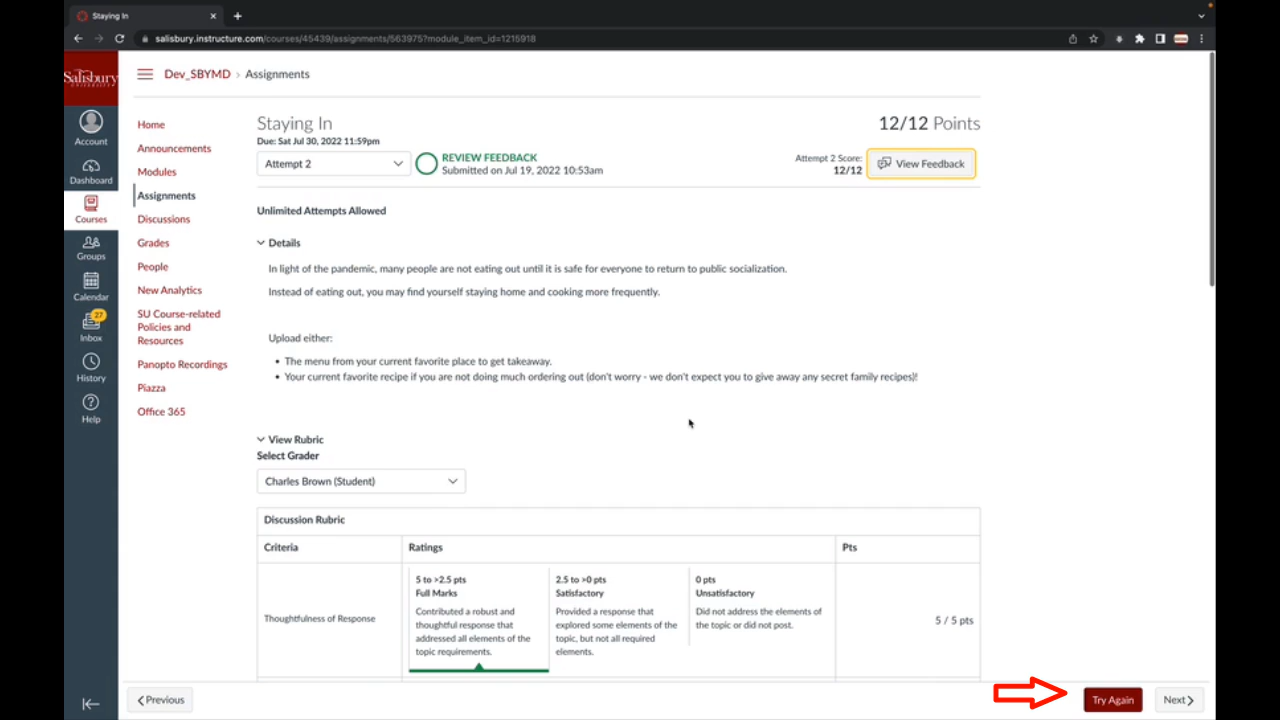 Staying In
salisbury.instructure.com/courses/45439/assignments/563975?module_item_id=1215918
Salisbury
UNIVERSITY
Account
Dashboard
Courses
Groups
Calendar
27
Inbox
History
Help
Dev_SBYMD › Assignments
Home
Announcements
Modules
Assignments
Discussions
Grades
People
New Analytics
SU Course-related
Policies and
Resources
Panopto Recordings
Piazza
Office 365
Staying In
Due: Sat Jul 30, 2022 11:59pm
12/12 Points
Attempt 2
REVIEW FEEDBACK
Submitted on Jul 19, 2022 10:53am
Attempt 2 Score:
12/12
View Feedback
Unlimited Attempts Allowed
Details
In light of the pandemic, many people are not eating out until it is safe for everyone to return to public socialization.
Instead of eating out, you may find yourself staying home and cooking more frequently.
Upload either:
• The menu from your current favorite place to get takeaway.
• Your current favorite recipe if you are not doing much ordering out (don't worry - we don't expect you to give away any secret family recipes)!
View Rubric
Select Grader
Charles Brown (Student)
Discussion Rubric
Criteria Ratings Pts
Thoughtfulness of Response
5 to >2.5 pts
Full Marks
Contributed a robust and
thoughtful response that
addressed all elements of the
topic requirements.
2.5 to >0 pts
Satisfactory
Provided a response that
explored some elements of the
topic, but not all required
elements.
0 pts
Unsatisfactory
Did not address the elements of
the topic or did not post.
5 / 5 pts
Previous
Try Again
Next